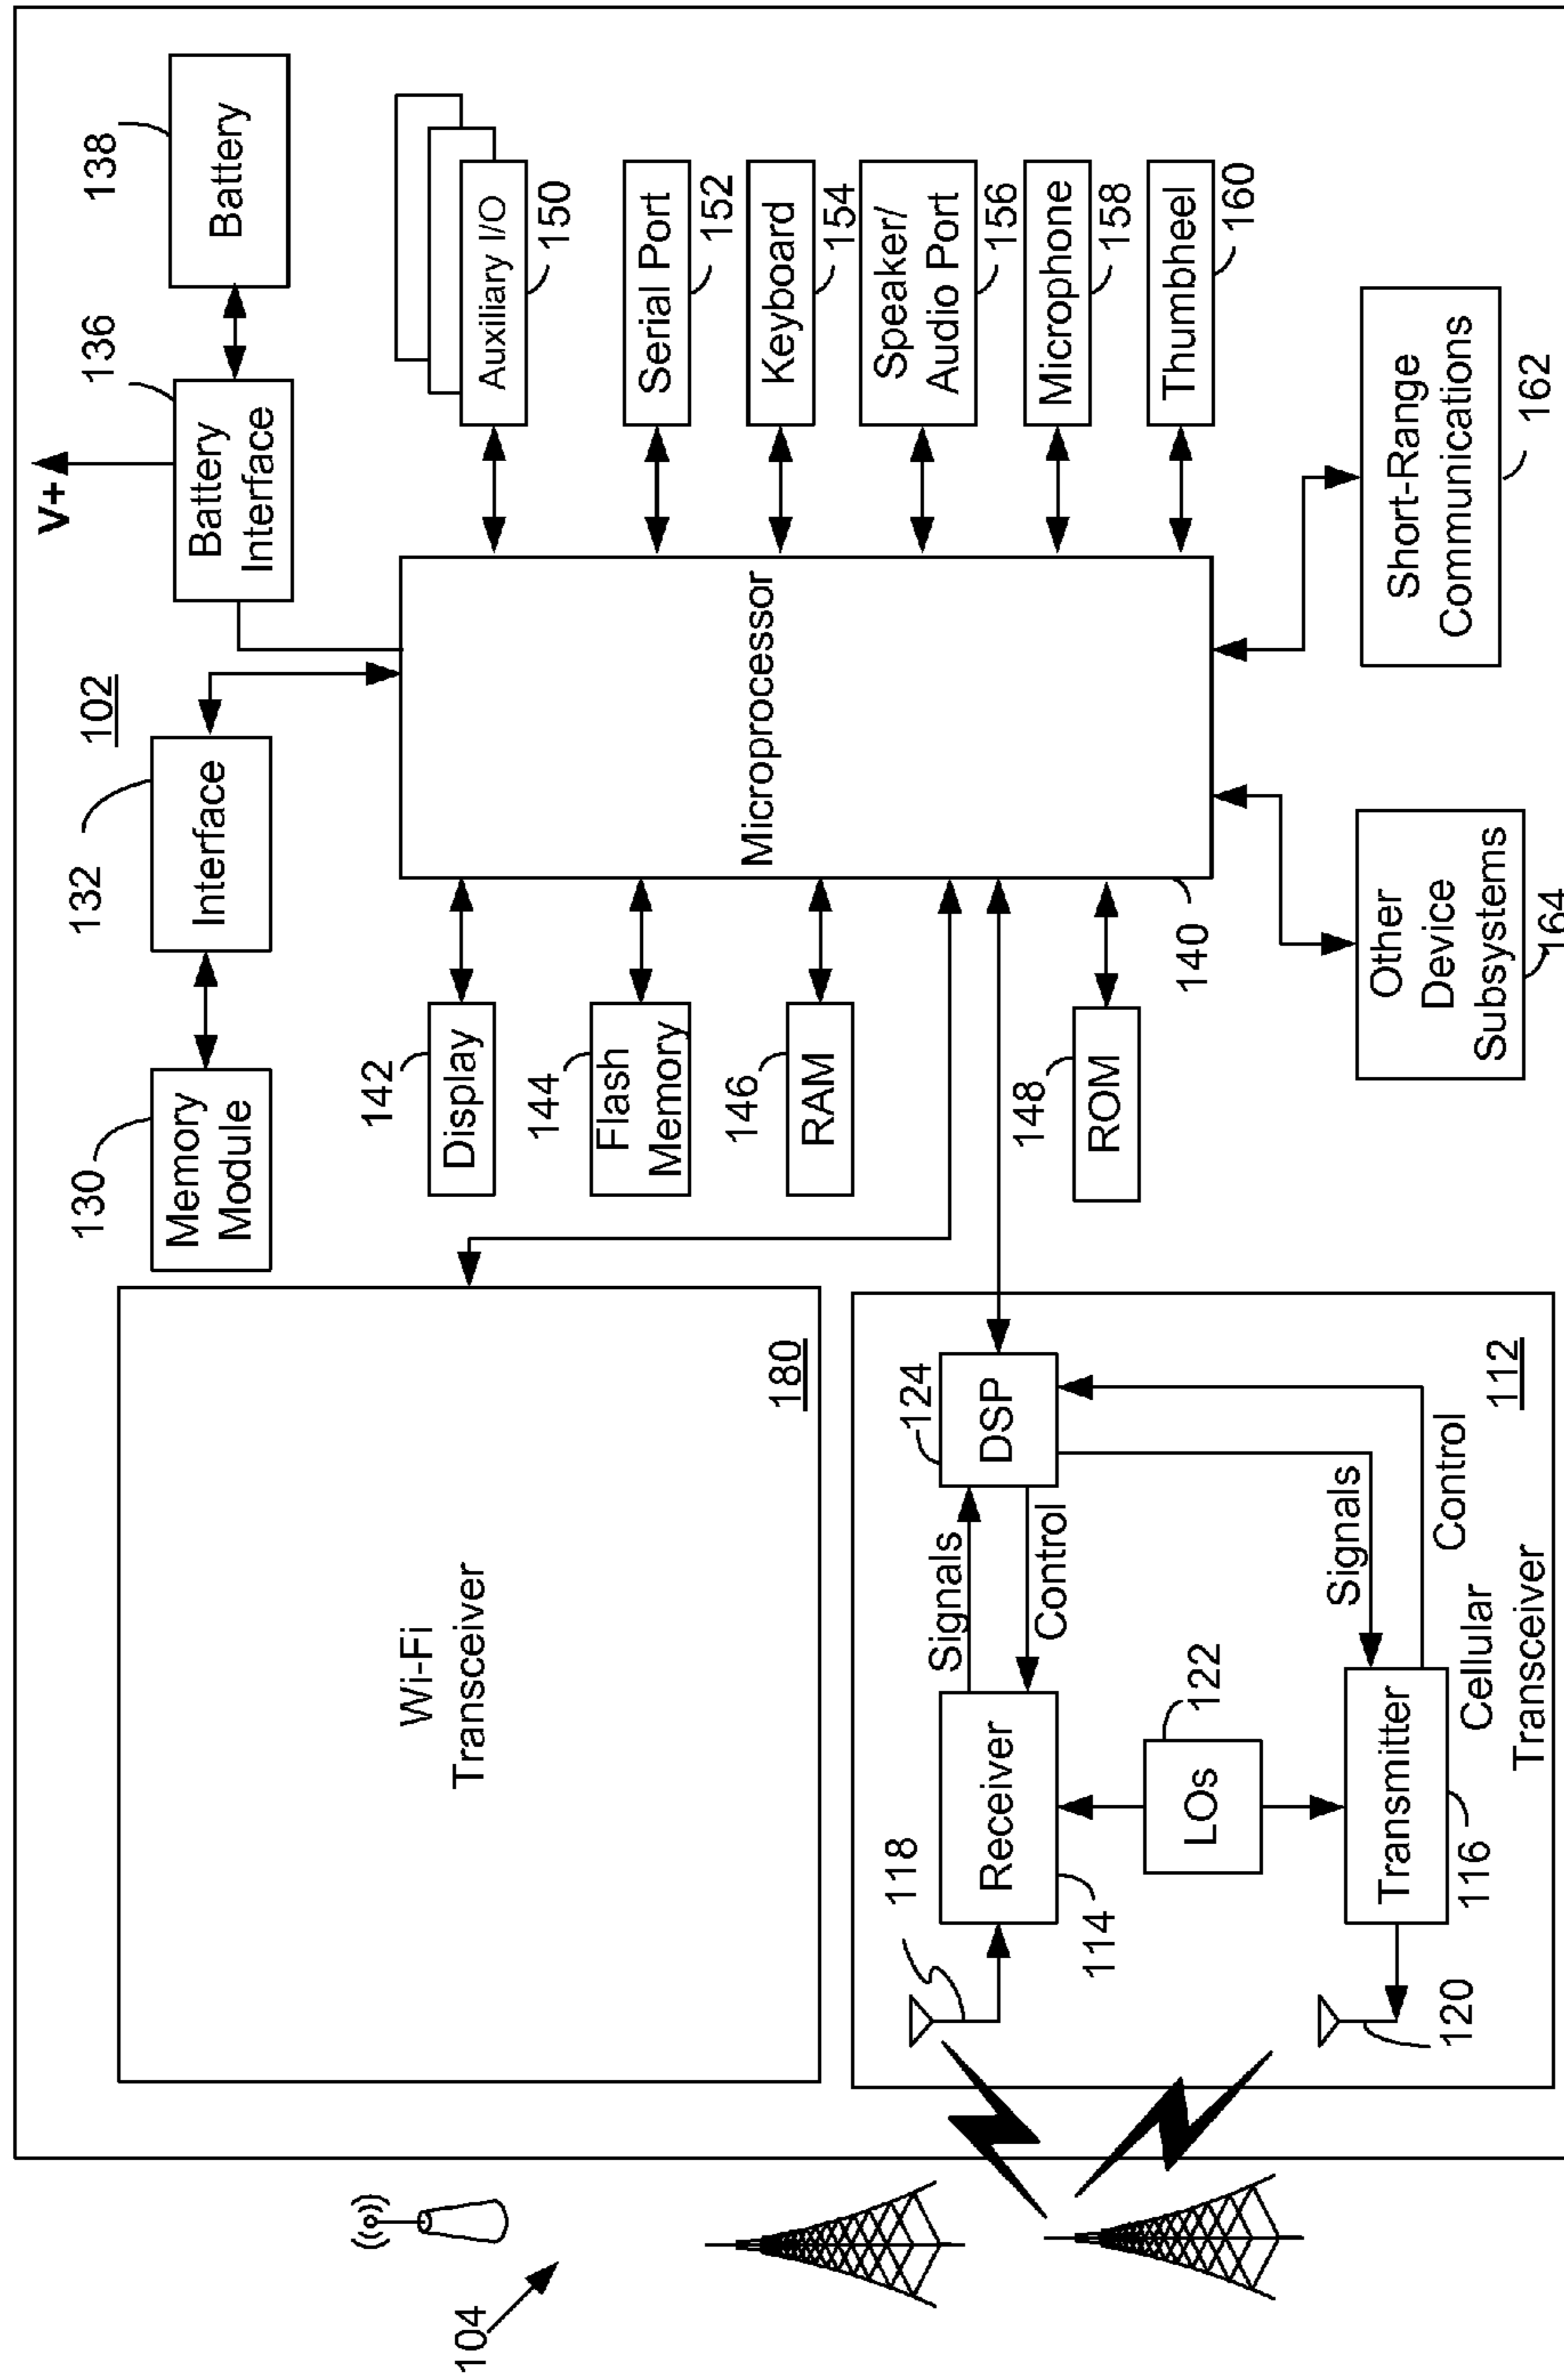 102
104
Wi-Fi
Transceiver
180
130
Memory
Module
132
Interface
V+
136
Battery
Interface
138
Battery
142
Display
144
Flash
Memory
146
RAM
148
ROM
Microprocessor
140
Auxiliary I/O
150
Serial Port
152
Keyboard
154
Speaker/
Audio Port
156
Microphone
158
Thumbheel
160
118
Receiver
114
Signals
Control
124
DSP
122
LOs
Signals
Control
Transmitter
116
120
Cellular
Transceiver
112
Other
Device
Subsystems
164
Short-Range
Communications
162